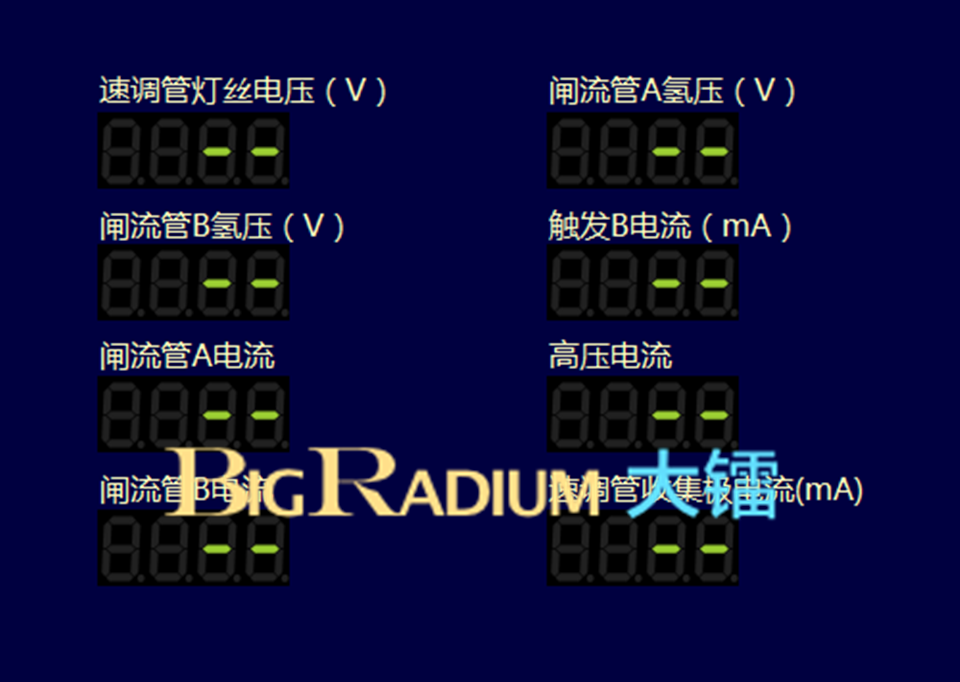 速调管灯丝电压（V）
闸流管A氢压（V）
--
--
闸流管B氢压（V）
触发B电流（mA）
--
--
闸流管A电流
高压电流
--
--
闸流管B电流
速调管收集极电流(mA)
BIGRADIUM 大镭
--
--